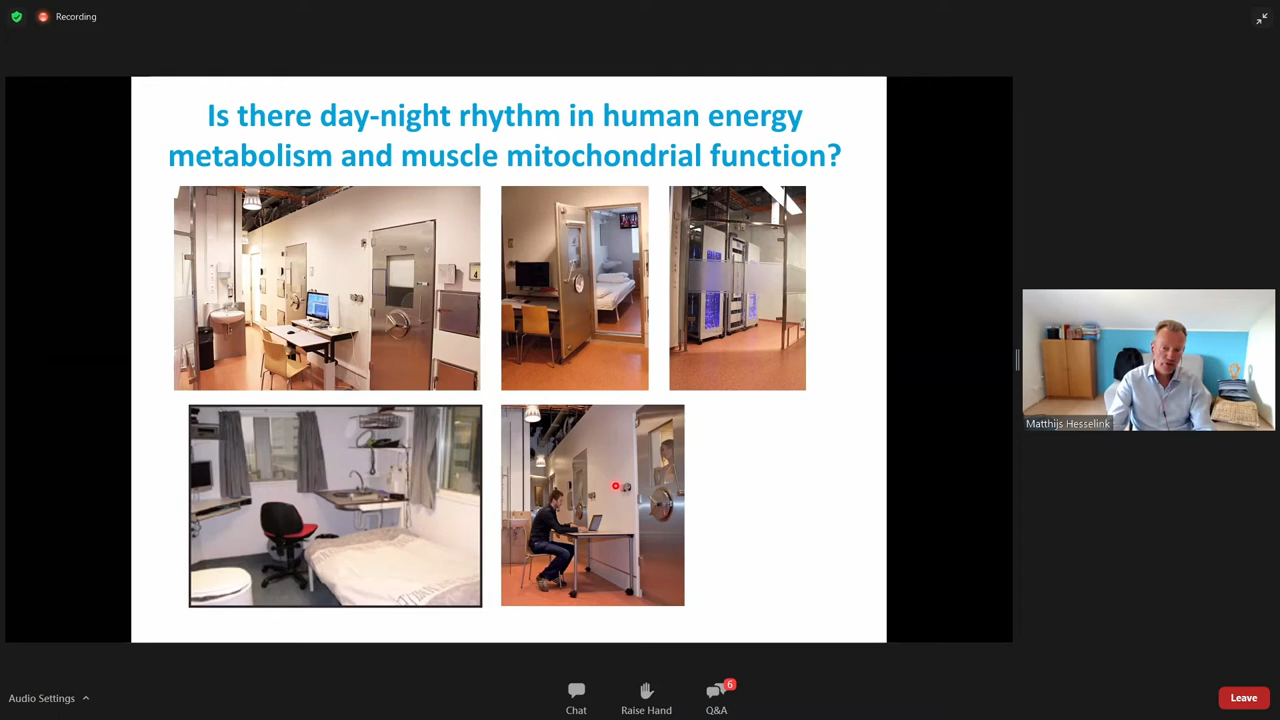 Recording
Is there day-night rhythm in human energy
metabolism and muscle mitochondrial function?
Matthijs Hesselink
Audio Settings
Chat
Raise Hand
6
Q&A
Leave